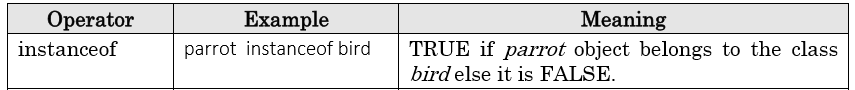 Operator Example Meaning
instanceof parrot instanceof bird TRUE if parrot object belongs to the class
bird else it is FALSE.